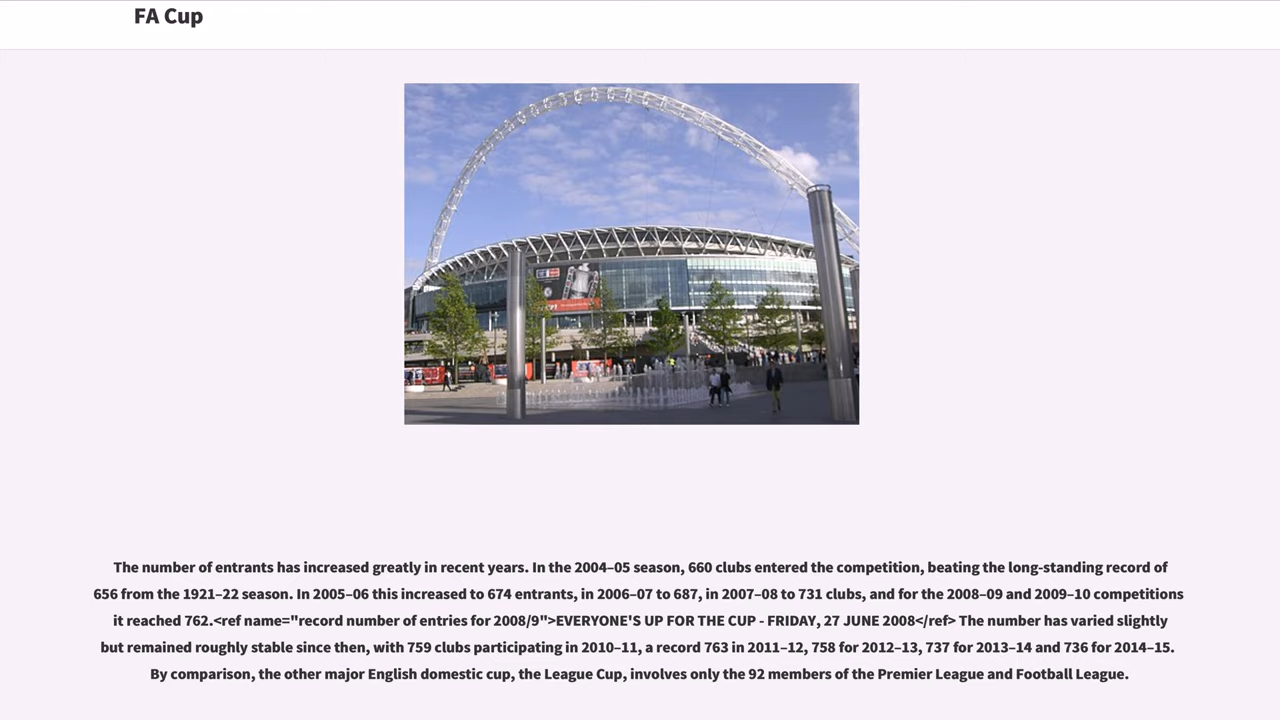 FA Cup
The number of entrants has increased greatly in recent years. In the 2004–05 season, 660 clubs entered the competition, beating the long-standing record of
656 from the 1921–22 season. In 2005–06 this increased to 674 entrants, in 2006–07 to 687, in 2007–08 to 731 clubs, and for the 2008–09 and 2009–10 competitions
it reached 762.<ref name="record number of entries for 2008/9">EVERYONE'S UP FOR THE CUP - FRIDAY, 27 JUNE 2008</ref> The number has varied slightly
but remained roughly stable since then, with 759 clubs participating in 2010–11, a record 763 in 2011–12, 758 for 2012–13, 737 for 2013–14 and 736 for 2014–15.
By comparison, the other major English domestic cup, the League Cup, involves only the 92 members of the Premier League and Football League.